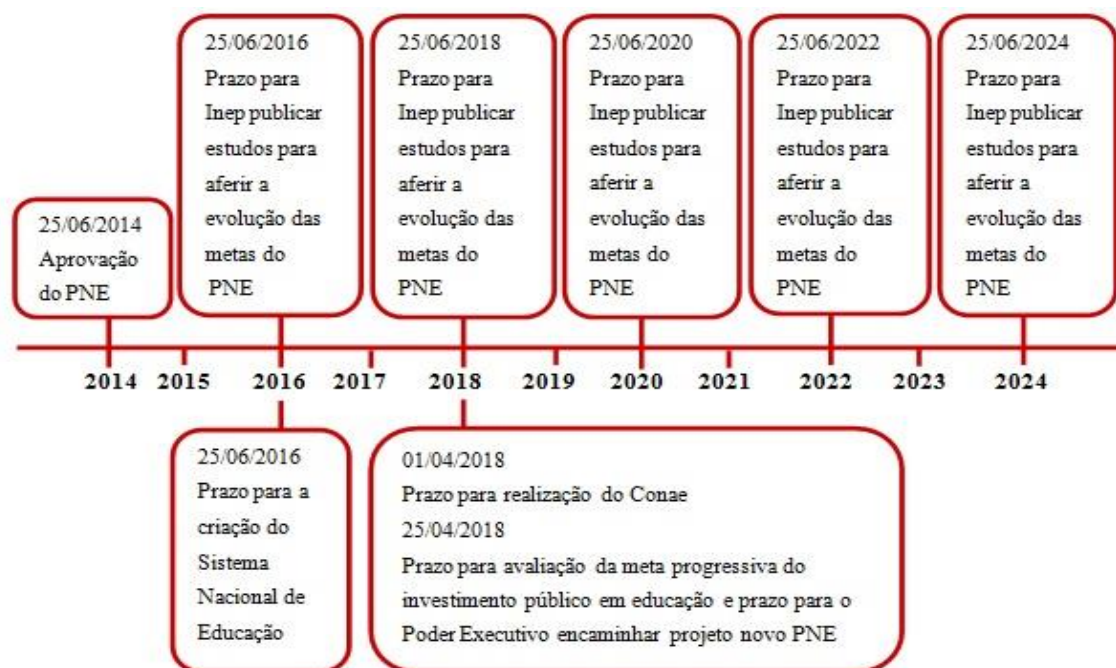 25/06/2014
Aprovação
do PNE
25/06/2016
Prazo para
Inep publicar
estudos para
aferir a
evolução das
metas do
PNE
25/06/2018
Prazo para
Inep publicar
estudos para
aferir a
evolução das
metas do
PNE
25/06/2020
Prazo para
Inep publicar
estudos para
aferir a
evolução das
metas do
PNE
25/06/2022
Prazo para
Inep publicar
estudos para
aferir a
evolução das
metas do
PNE
25/06/2024
Prazo para
Inep publicar
estudos para
aferir a
evolução das
metas do
PNE
2014 2015 2016 2017 2018 2019 2020 2021 2022 2023 2024
25/06/2016
Prazo para a
criação do
Sistema
Nacional de
Educação
01/04/2018
Prazo para realização do Conae
25/04/2018
Prazo para avaliação da meta progressiva do
investimento público em educação e prazo para o
Poder Executivo encaminhar projeto novo PNE